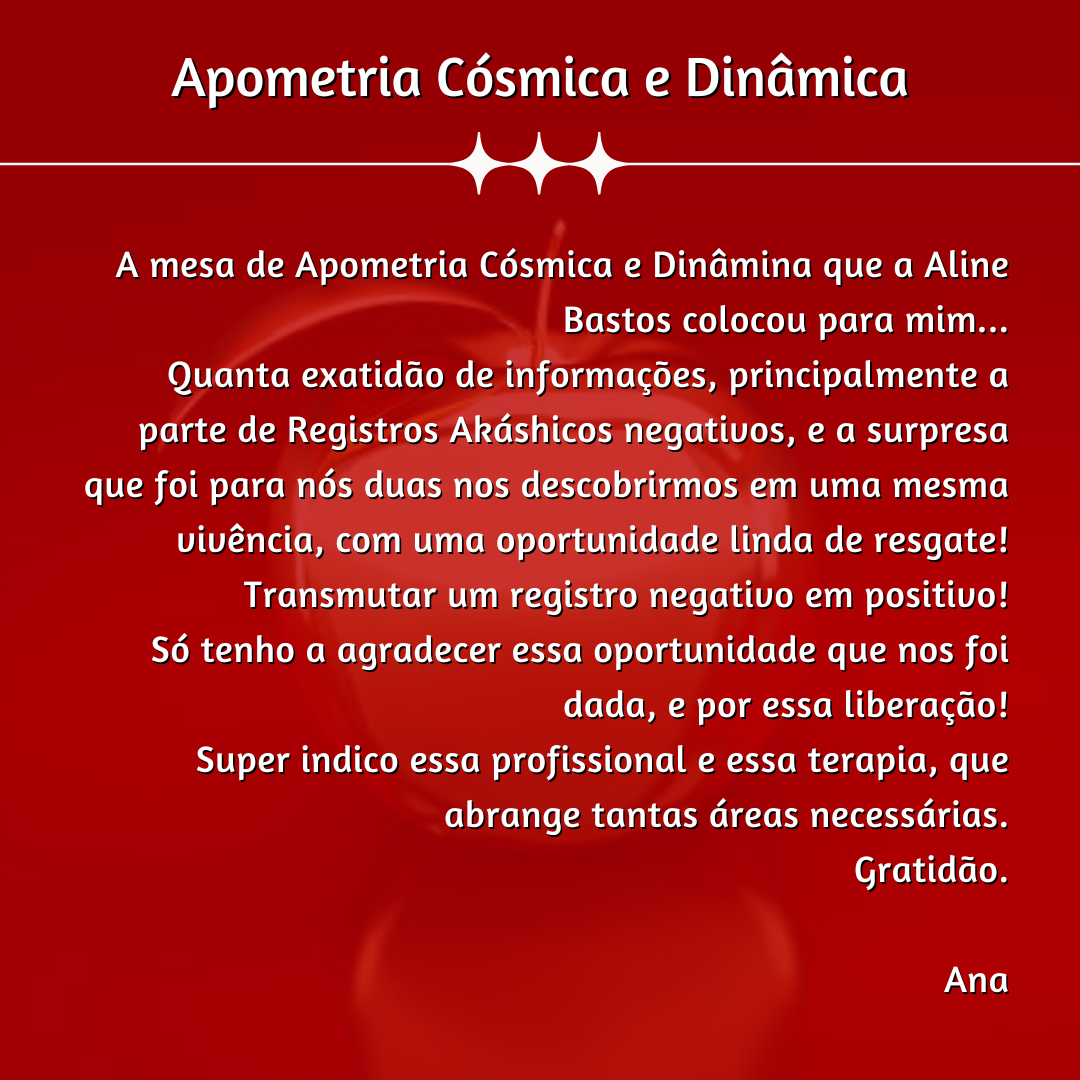 Apometria Cósmica e Dinâmica
A mesa de Apometria Cósmica e Dinâmina que a Aline
Bastos colocou para mim...
Quanta exatidão de informações, principalmente a
parte de Registros Akáshicos negativos, e a surpresa
que foi para nós duas nos descobrirmos em uma mesma
vivência, com uma oportunidade linda de resgate!
Transmutar um registro negativo em positivo!
Só tenho a agradecer essa oportunidade que nos foi
dada, e por essa liberação!
Super indico essa profissional e essa terapia, que
abrange tantas áreas necessárias.
Gratidão.
Ana